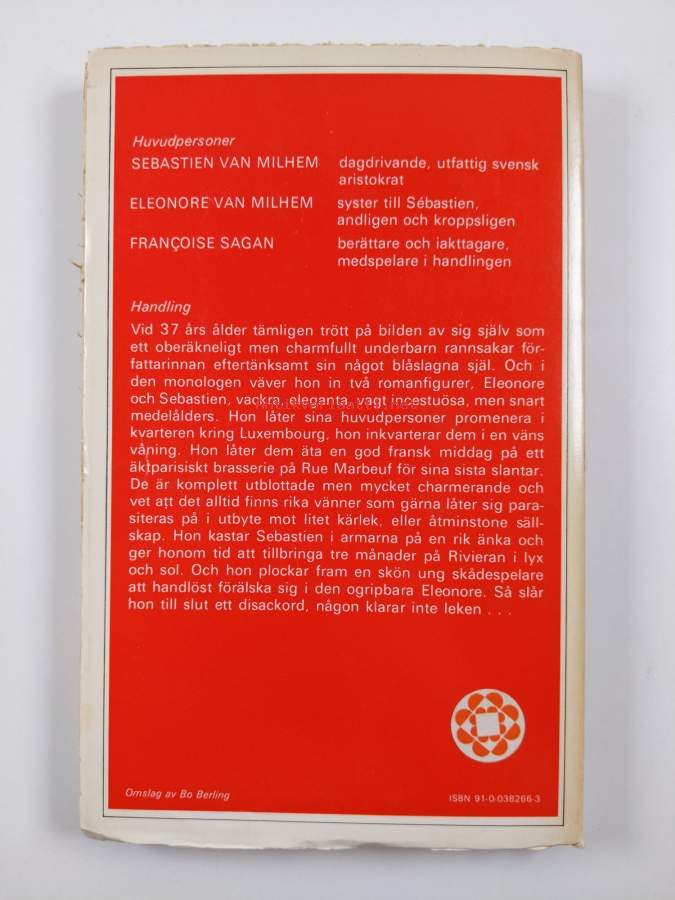 Huvudpersoner
SEBASTIEN VAN MILHEM dagdrivande, utfattig svensk
aristokrat
ELEONORE VAN MILHEM syster till Sébastien,
andligen och kroppsligen
FRANÇOISE SAGAN berättare och iakttagare,
medspelare i handlingen
Handling
Vid 37 års ålder tämligen trött på bilden av sig själv som
ett oberäkneligt men charmfullt underbarn rannsakar för-
fattarinnan eftertänksamt sin något blåslagna själ. Och i
den monologen väver hon in två romanfigurer, Eleonore
och Sebastien, vackra, eleganta, vagt incestuösa, men snart
medelålders. Hon låter sina huvudpersoner promenera i
kvarteren kring Luxembourg, hon inkvarterar dem i en väns
våning. Hon låter dem äta en god fransk middag på ett
äktparisiskt brasserie på Rue Marbeuf för sina sista slantar.
De är komplett utblottade men mycket charmerande och
vet att det alltid finns rika vänner som gärna låter sig para-
siteras på i utbyte mot litet kärlek, eller åtminstone säll-
skap. Hon kastar Sebastien i armarna på en rik änka och
ger honom tid att tillbringa tre månader på Rivieran i lyx
och sol. Och hon plockar fram en skön ung skådespelare
att handlöst förälska sig i den ogripbara Eleonore. Så slår
hon till slut ett disackord, någon klarar inte leken . . .
Omslag av Bo Berling
ISBN 91-0-038266-3